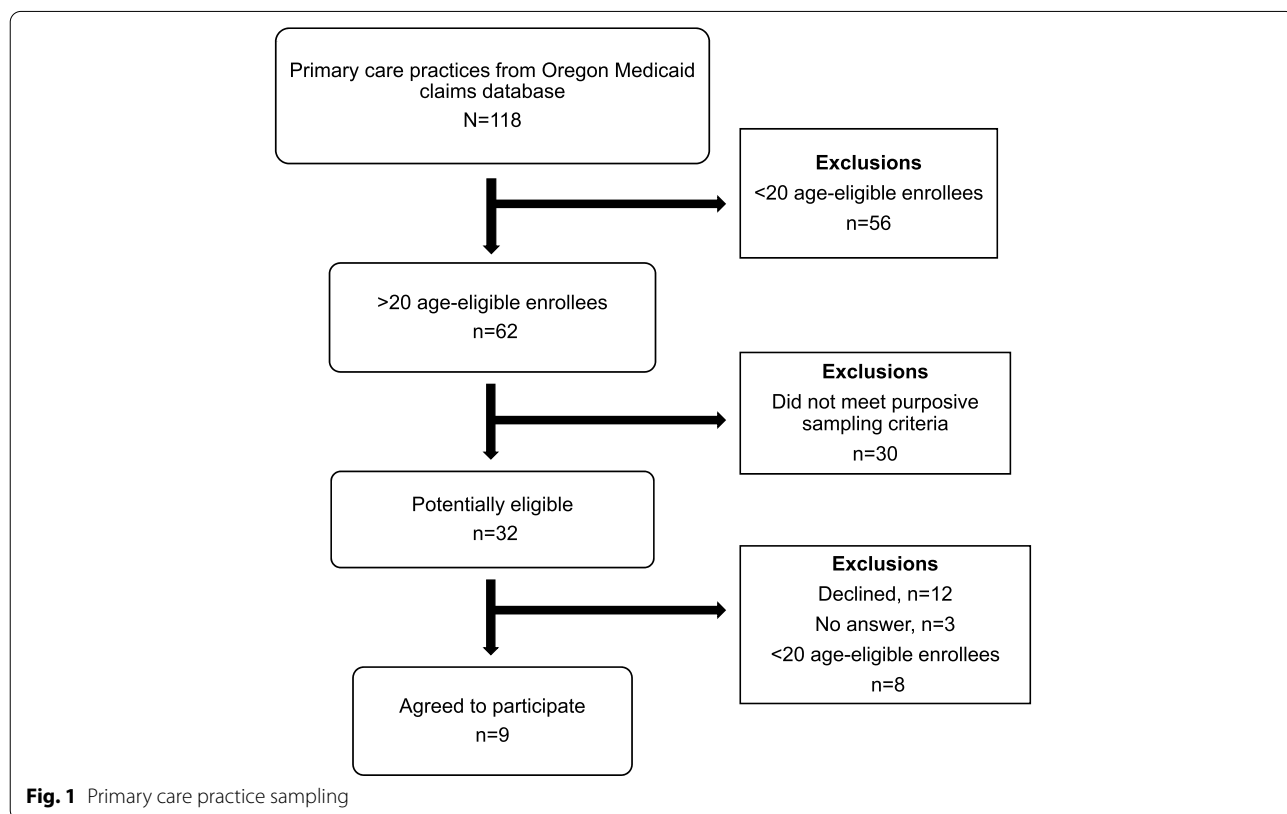 Primary care practices from Oregon Medicaid
claims database
N=118
Exclusions
<20 age-eligible enrollees
n=56
>20 age-eligible enrollees
n=62
Exclusions
Did not meet purposive
sampling criteria
n=30
Potentially eligible
n=32
Exclusions
Declined, n=12
No answer, n=3
<20 age-eligible enrollees
n=8
Agreed to participate
n=9
Fig. 1 Primary care practice sampling